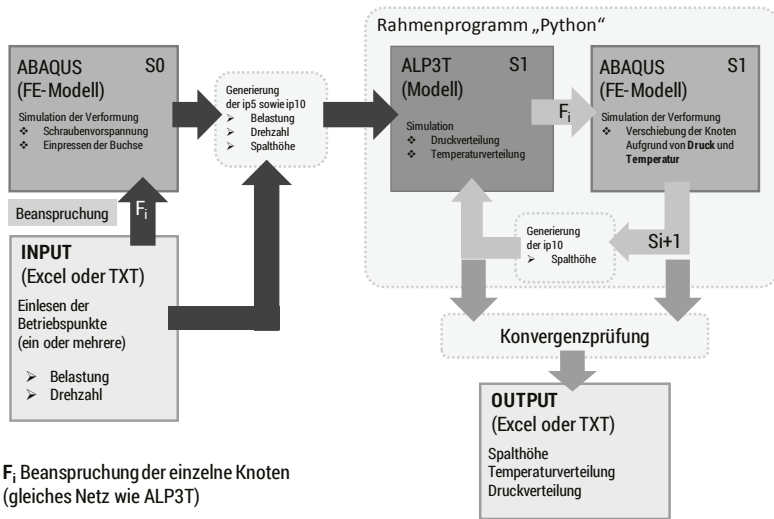 Rahmenprogramm „Python“
ABAQUS S0
(FE-Modell)
Simulation der Verformung
❖ Schraubenvorspannung
❖ Einpressen der Buchse
Generierung
der ip5 sowie ip10
➢ Belastung
➢ Drehzahl
➢ Spalthöhe
ALP3T S1
(Modell)
Simulation
❖ Druckverteilung
❖ Temperaturverteilung
Fi
ABAQUS S1
(FE-Modell)
Simulation der Verformung
❖ Verschiebung der Knoten
Aufgrund von Druck und
Temperatur
Beanspruchung
Fi
Generierung
der ip10
➢ Spalthöhe
Si+1
INPUT
(Excel oder TXT)
Einlesen der
Betriebspunkte
(ein oder mehrere)
➢ Belastung
➢ Drehzahl
Konvergenzprüfung
OUTPUT
(Excel oder TXT)
Spalthöhe
Temperaturverteilung
Druckverteilung
Fi Beanspruchung der einzelne Knoten
(gleiches Netz wie ALP3T)